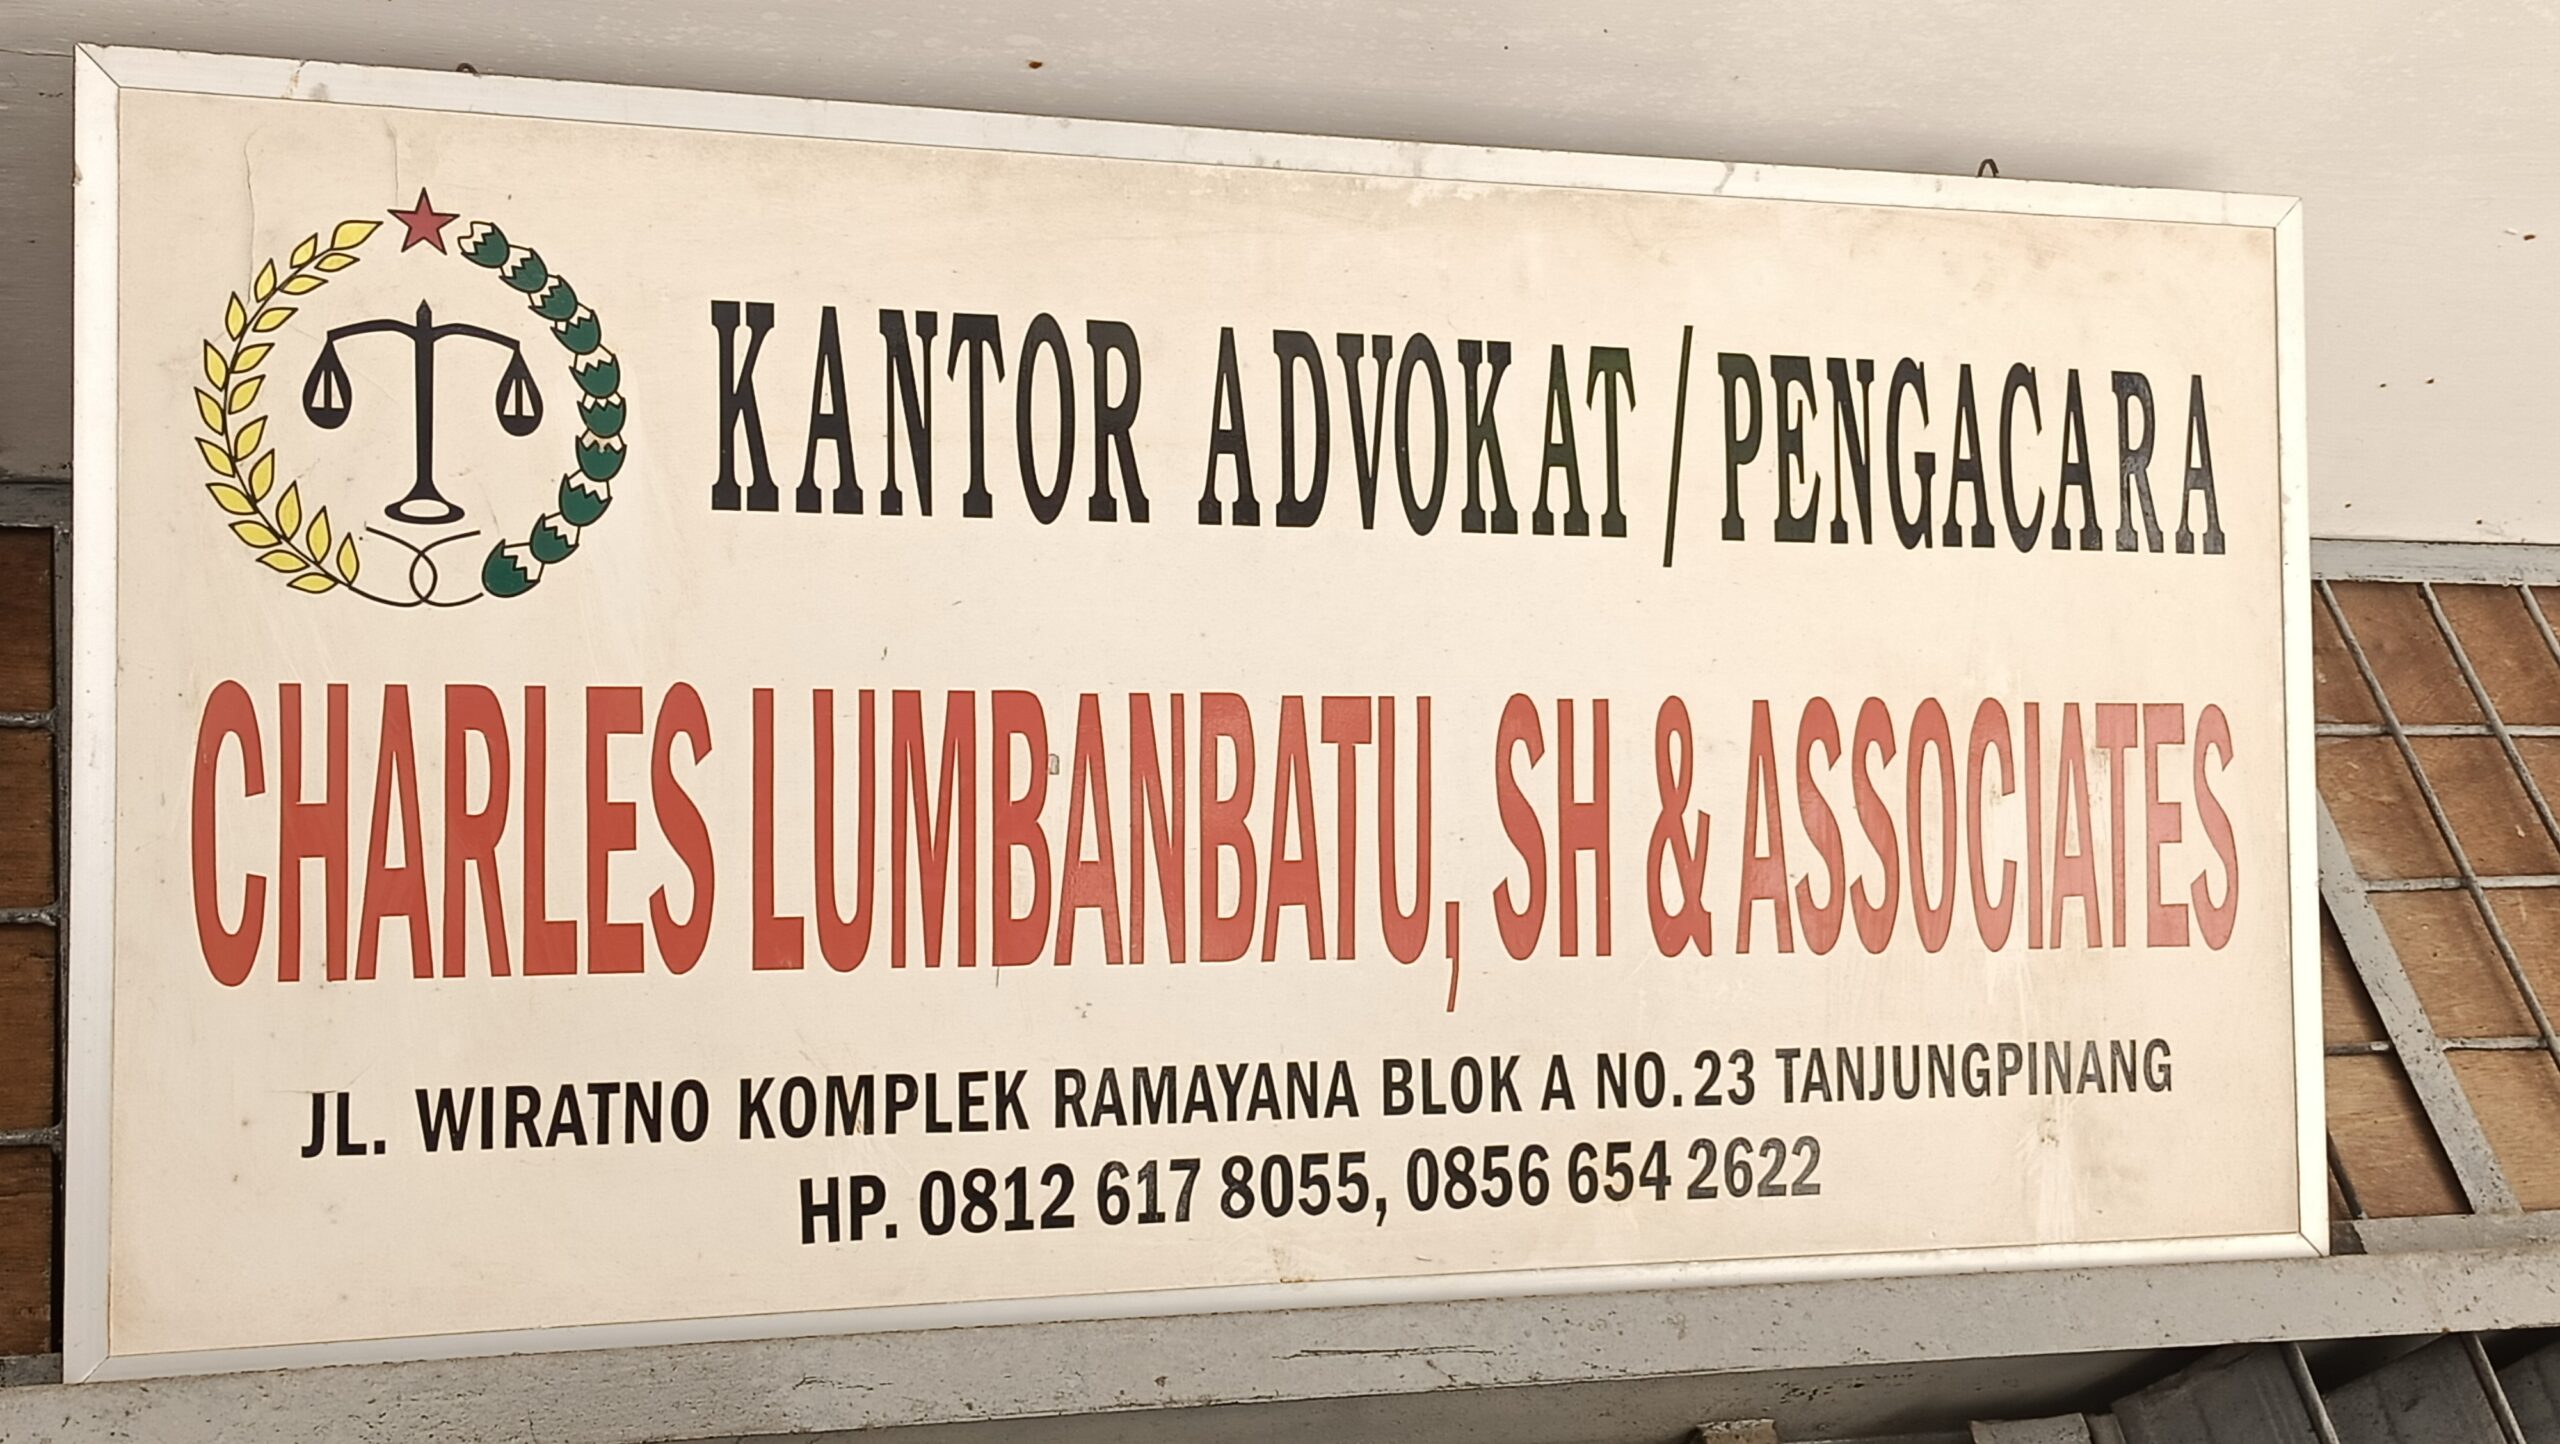 KANTOR ADVOKAT / PENGACARA
CHARLES LUMBANBATU, SH & ASSOCIATES
JL. WIRATNO KOMPLEK RAMAYANA BLOK A NO. 23 TANJUNGPINANG
HP. 0812 617 8055, 0856 654 2622